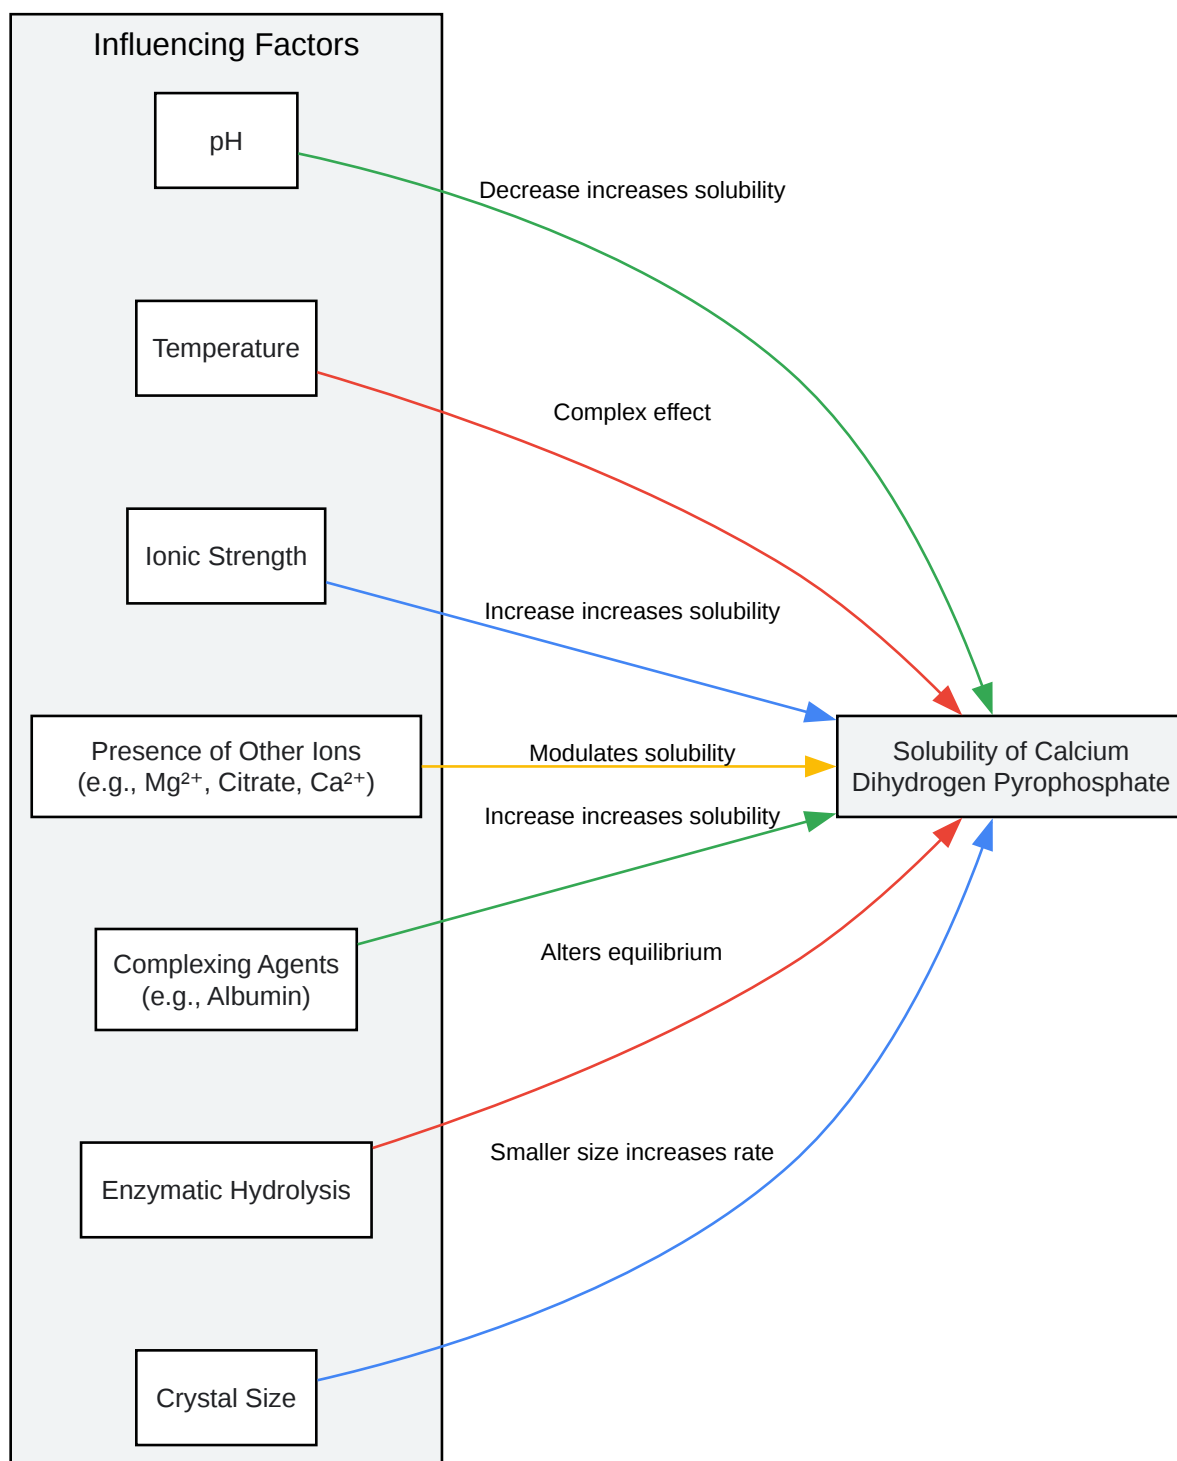 Influencing Factors
pH
Decrease increases solubility
Temperature
Complex effect
Ionic Strength
Increase increases solubility
Presence of Other Ions
(e.g., Mg²⁺, Citrate, Ca²⁺)
Modulates solubility
Solubility of Calcium
Dihydrogen Pyrophosphate
Increase increases solubility
Complexing Agents
(e.g., Albumin)
Alters equilibrium
Enzymatic Hydrolysis
Smaller size increases rate
Crystal Size